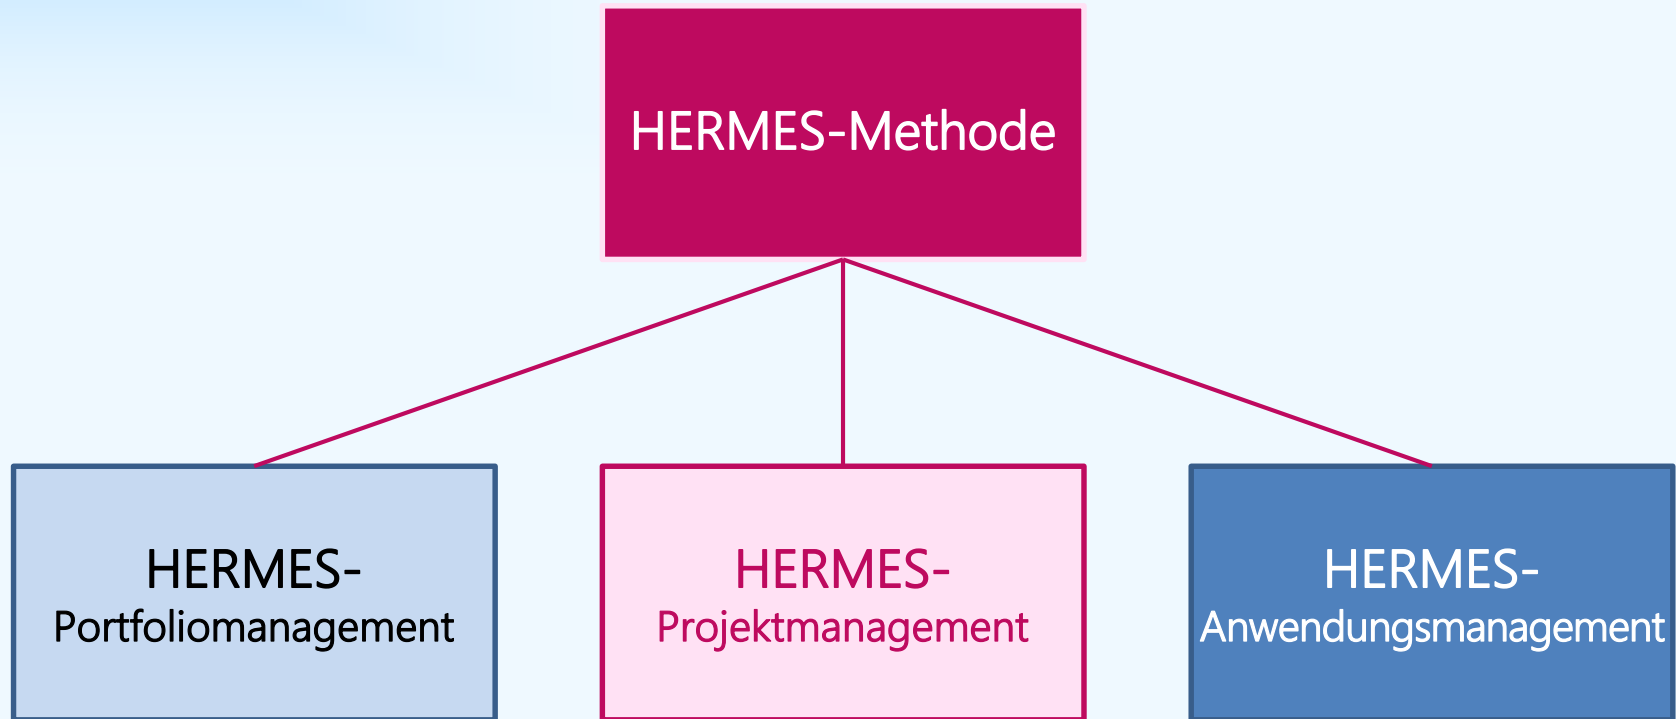 HERMES-Methode
HERMES-
Portfoliomanagement
HERMES-
Projektmanagement
HERMES-
Anwendungsmanagement